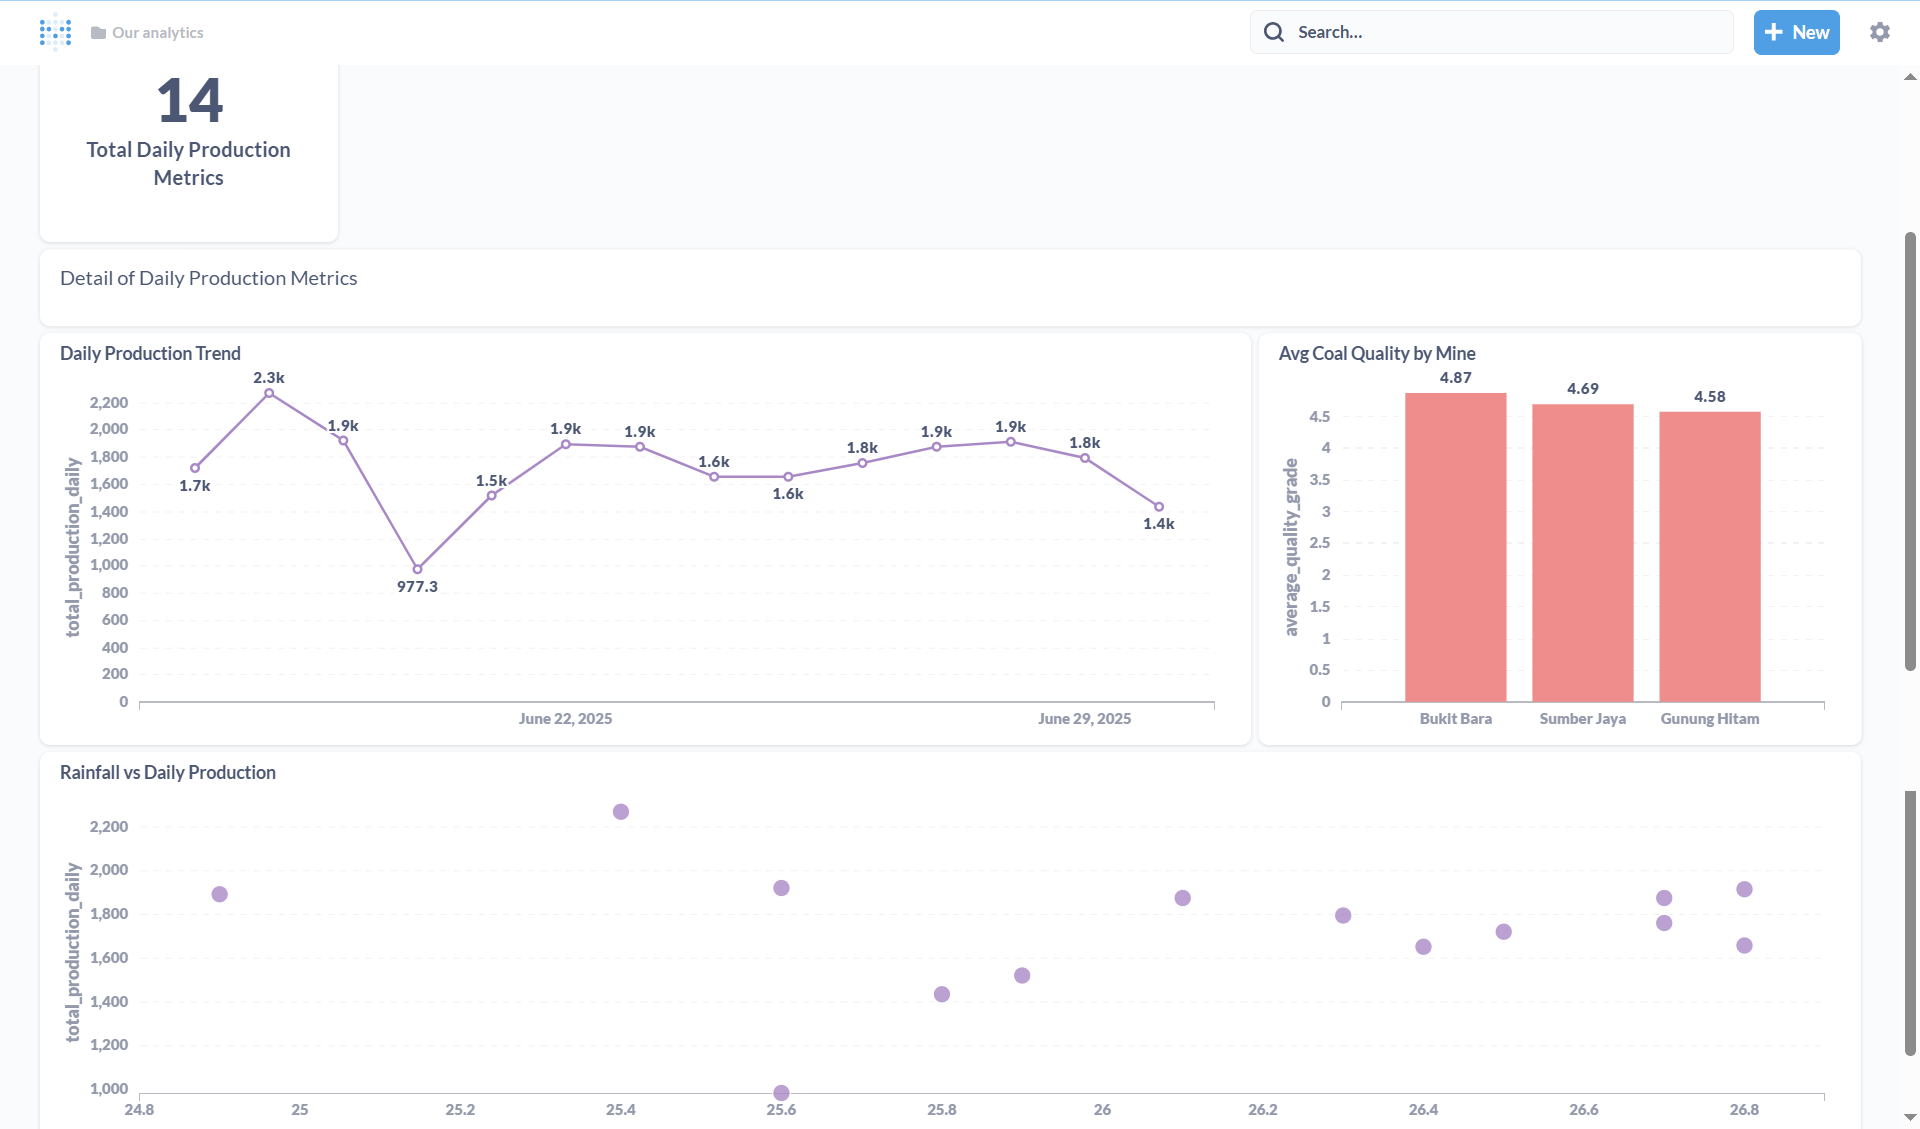 Our analytics
Search...
New
14
Total Daily Production
Metrics
Detail of Daily Production Metrics
Daily Production Trend
total_production_daily
2,200
2,000
1,800
1,600
1,400
1,200
1,000
800
600
400
200
0
1.7k
2.3k
1.9k
977.3
1.5k
1.9k
1.9k
1.6k
1.6k
1.8k
1.9k
1.9k
1.8k
1.4k
June 22, 2025
June 29, 2025
Avg Coal Quality by Mine
average_quality_grade
4.5
4
3.5
3
2.5
2
1.5
1
0.5
0
4.87
4.69
4.58
Bukit Bara
Sumber Jaya
Gunung Hitam
Rainfall vs Daily Production
total_production_daily
2,200
2,000
1,800
1,600
1,400
1,200
1,000
24.8
25
25.2
25.4
25.6
25.8
26
26.2
26.4
26.6
26.8